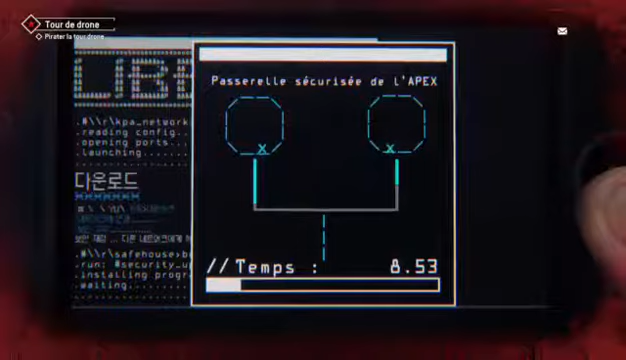 Tour de drone
Pirater la tour drone
Passerelle sécurisée de l'APEX
.#\\r\kpa_network
.reading config..
.opening ports...
.launching.......
다운로드
.#\\r\safehouse>
.run: #security_up
.installing progr
.waiting.
X
X
//Temps :
8.53